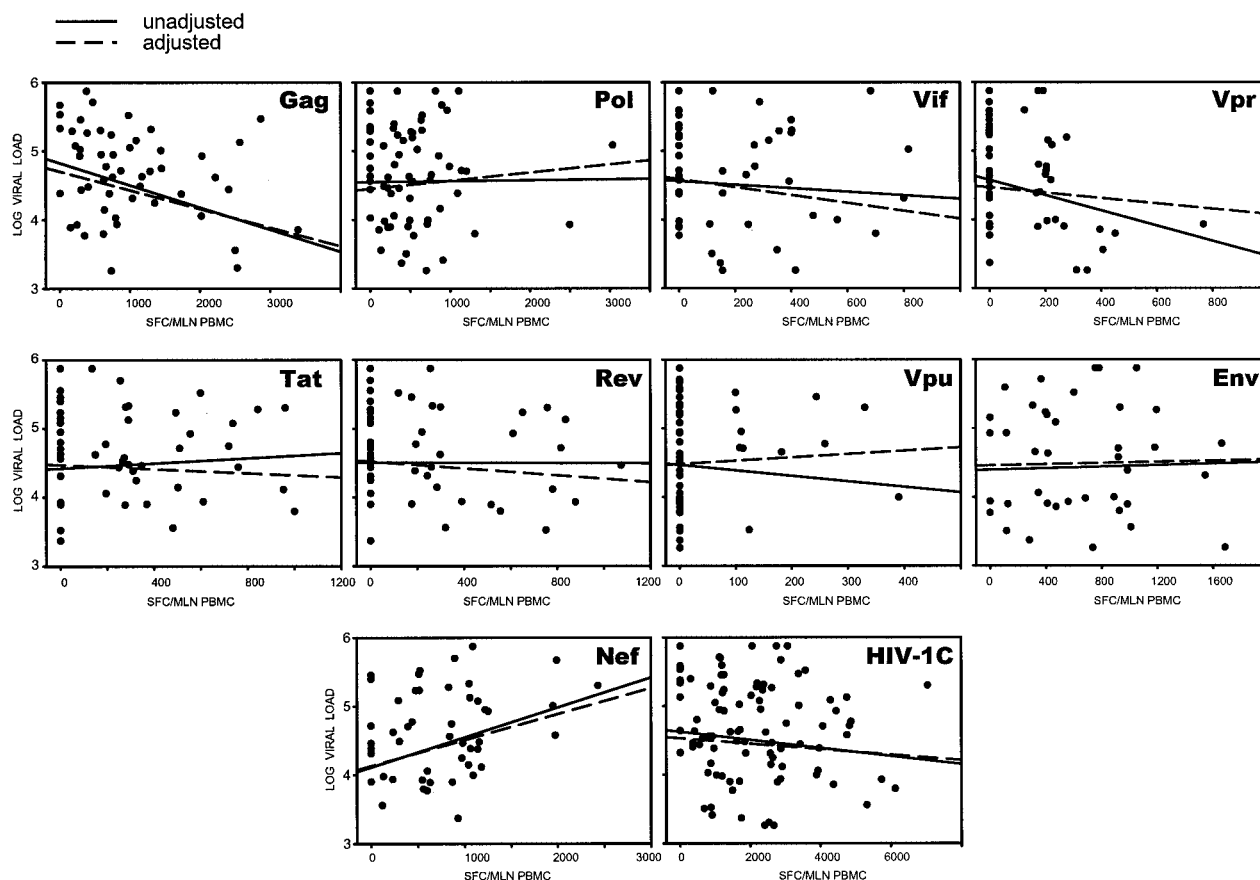 unadjusted
adjusted
Gag
Pol
Vif
Vpr
LOG VIRAL LOAD
6
5
4
3
0 1000 2000 3000
0 1000 2000 3000
0 200 400 600 800
0 200 400 600 800
SFC/MLN PBMC
SFC/MLN PBMC
SFC/MLN PBMC
SFC/MLN PBMC
Tat
Rev
Vpu
Env
LOG VIRAL LOAD
6
5
4
3
0 400 800 1200
0 400 800 1200
0 100 200 300 400
0 400 800 1200 1600
SFC/MLN PBMC
SFC/MLN PBMC
SFC/MLN PBMC
SFC/MLN PBMC
Nef
HIV-1C
LOG VIRAL LOAD
6
5
4
3
0 1000 2000 3000
0 2000 4000 6000
SFC/MLN PBMC
SFC/MLN PBMC